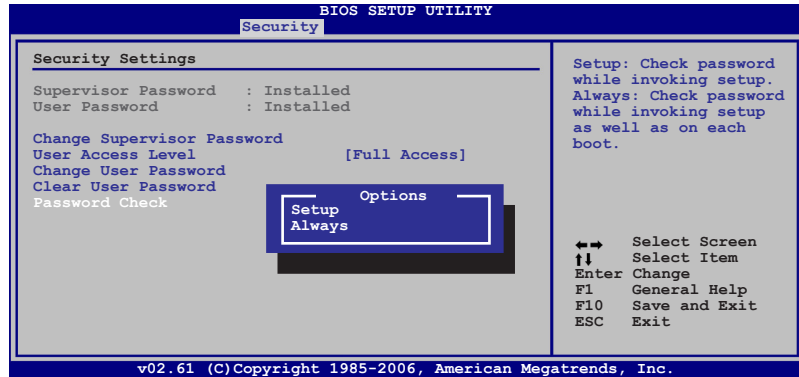 BIOS SETUP UTILITY
Security
Security Settings
Supervisor Password : Installed
User Password : Installed
Change Supervisor Password
User Access Level [Full Access]
Change User Password
Clear User Password
Password Check
Options
Setup
Always
Setup: Check password
while invoking setup.
Always: Check password
while invoking setup
as well as on each
boot.
←→ Select Screen
↑↓ Select Item
Enter Change
F1 General Help
F10 Save and Exit
ESC Exit
v02.61 (C)Copyright 1985-2006, American Megatrends, Inc.